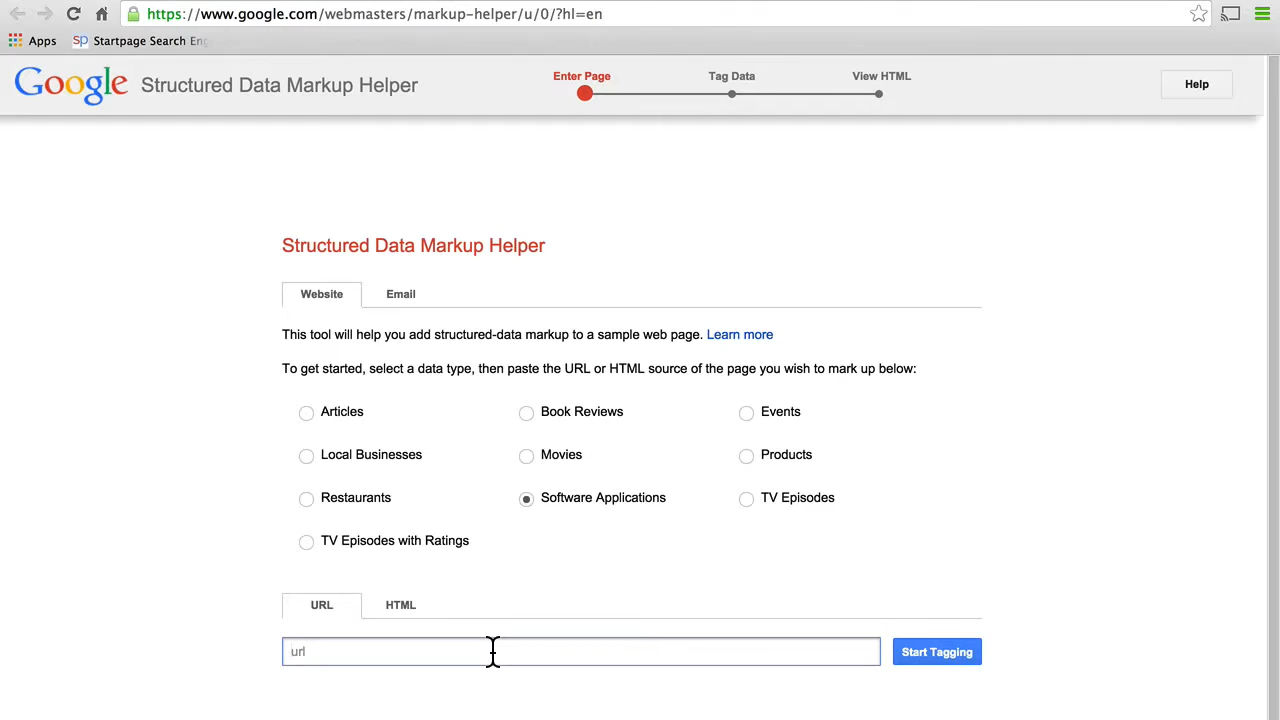 https://www.google.com/webmasters/markup-helper/u/0/?hl=en
Apps Startpage Search Eng
Google Structured Data Markup Helper
Enter Page Tag Data View HTML
Help
Structured Data Markup Helper
Website Email
This tool will help you add structured-data markup to a sample web page. Learn more
To get started, select a data type, then paste the URL or HTML source of the page you wish to mark up below:
Articles Book Reviews Events
Local Businesses Movies Products
Restaurants Software Applications TV Episodes
TV Episodes with Ratings
URL HTML
url Start Tagging